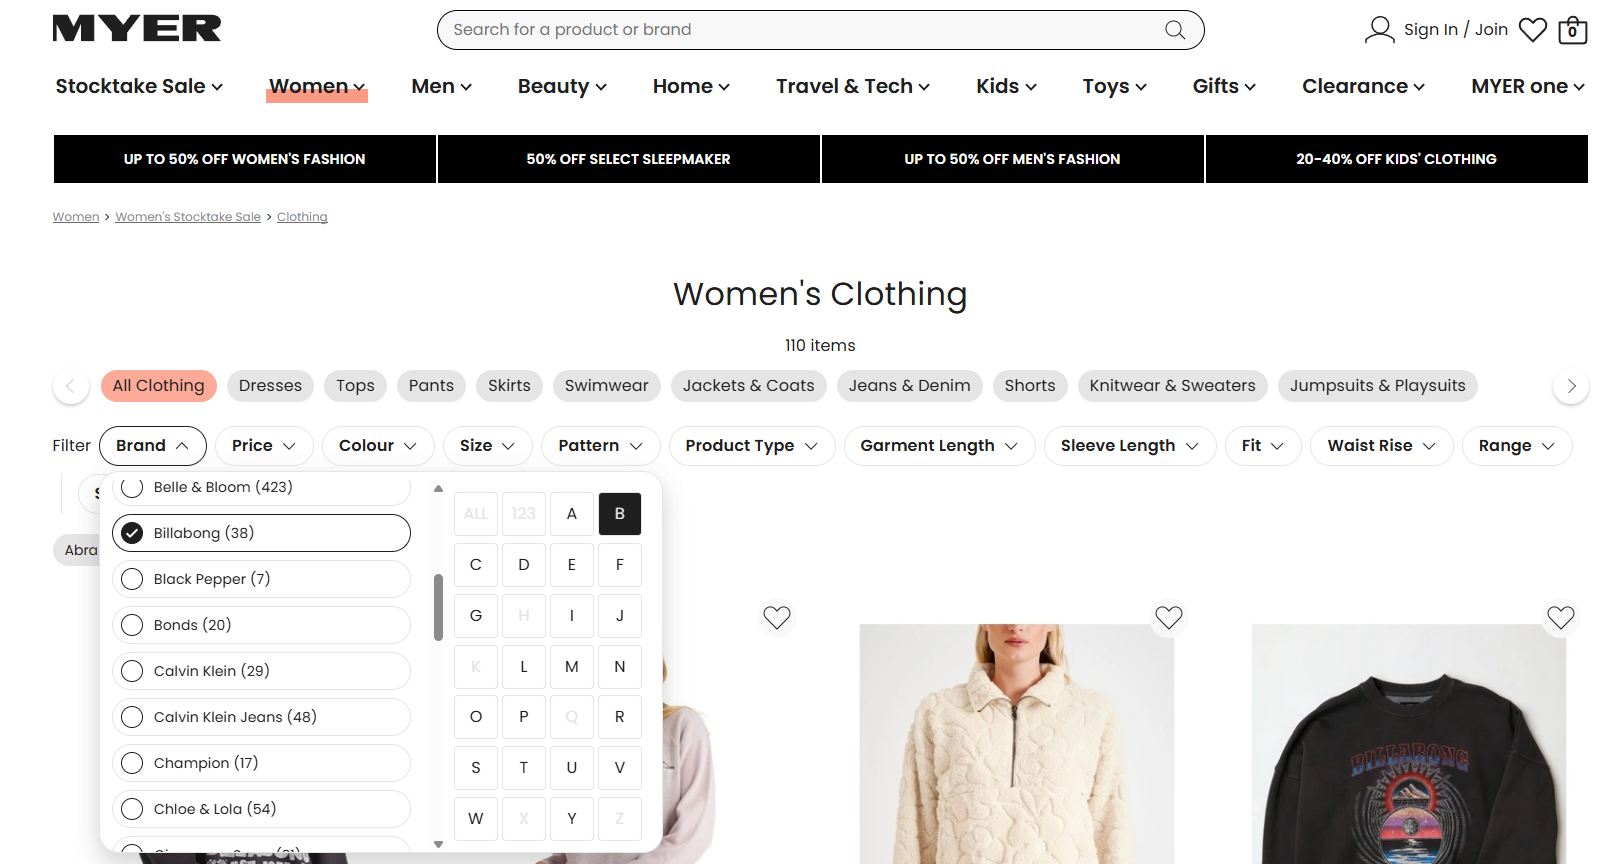 MYER
Search for a product or brand
Sign In / Join
0
Stocktake Sale
Women
Men
Beauty
Home
Travel & Tech
Kids
Toys
Gifts
Clearance
MYER one
UP TO 50% OFF WOMEN'S FASHION
50% OFF SELECT SLEEPMAKER
UP TO 50% OFF MEN'S FASHION
20-40% OFF KIDS' CLOTHING
Women > Women's Stocktake Sale > Clothing
Women's Clothing
110 items
All Clothing
Dresses
Tops
Pants
Skirts
Swimwear
Jackets & Coats
Jeans & Denim
Shorts
Knitwear & Sweaters
Jumpsuits & Playsuits
Filter
Brand
Price
Colour
Size
Pattern
Product Type
Garment Length
Sleeve Length
Fit
Waist Rise
Range
Abra
Belle & Bloom (423)
Billabong (38)
Black Pepper (7)
Bonds (20)
Calvin Klein (29)
Calvin Klein Jeans (48)
Champion (17)
Chloe & Lola (54)
ALL 123 A B
C D E F
G H I J
K L M N
O P Q R
S T U V
W X Y Z
BILLABONG